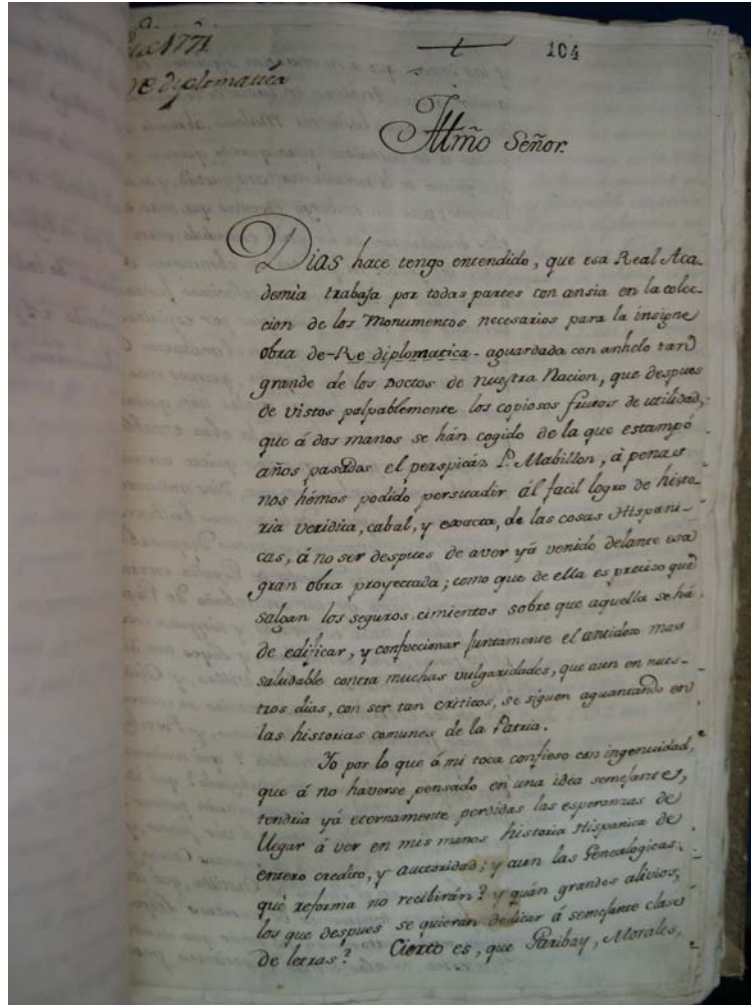 1771
Re diplomatica
104
Illmõ Señor.
Dias hace tengo entendido, que esa Real Aca-
demia trabaja por todas partes con ansia en la colec-
cion de los Monumentos necesarios para la insigne
obra de-Re diplomatica- aguardada con anhelo tan
grande de los Doctos de nuestra Nacion, que despues
de vistos palpablemente los copiosos frutos de utilidad,
que á dos manos se hán cogido de la que estampó
años pasados el perspicáz P. Mabillon, á penas
nos hémos podido persuadir ál facil logro de histo-
ria veridica, cabal, y exacta, de las cosas Hispani-
cas, á no ser despues de aver yá venido delante esa
gran obra proyectada; como que de ella es preciso que
salgan los seguros cimientos sobre que aquella se há
de edificar, y confeccionar juntamente el antidoto mas
saludable contra muchas vulgaridades, que aun en nues-
tros dias, con ser tan criticos, se siguen aguantando en
las historias comunes de la Patria.
Yo por lo que á mi toca confieso con ingenuidad,
que á no haverse pensado en una idea semejante,
tendria yá eternamente perdidas las esperanzas de
llegar á ver en mis manos historia Hispanica de
entero credito, y auctoridad; y aun las Genealogicas,
què reforma no recibirán? y quán grandes alivios,
los que despues se quieran dedicar á semejante clase
de letras? Cierto es, que Garibay, Morales,